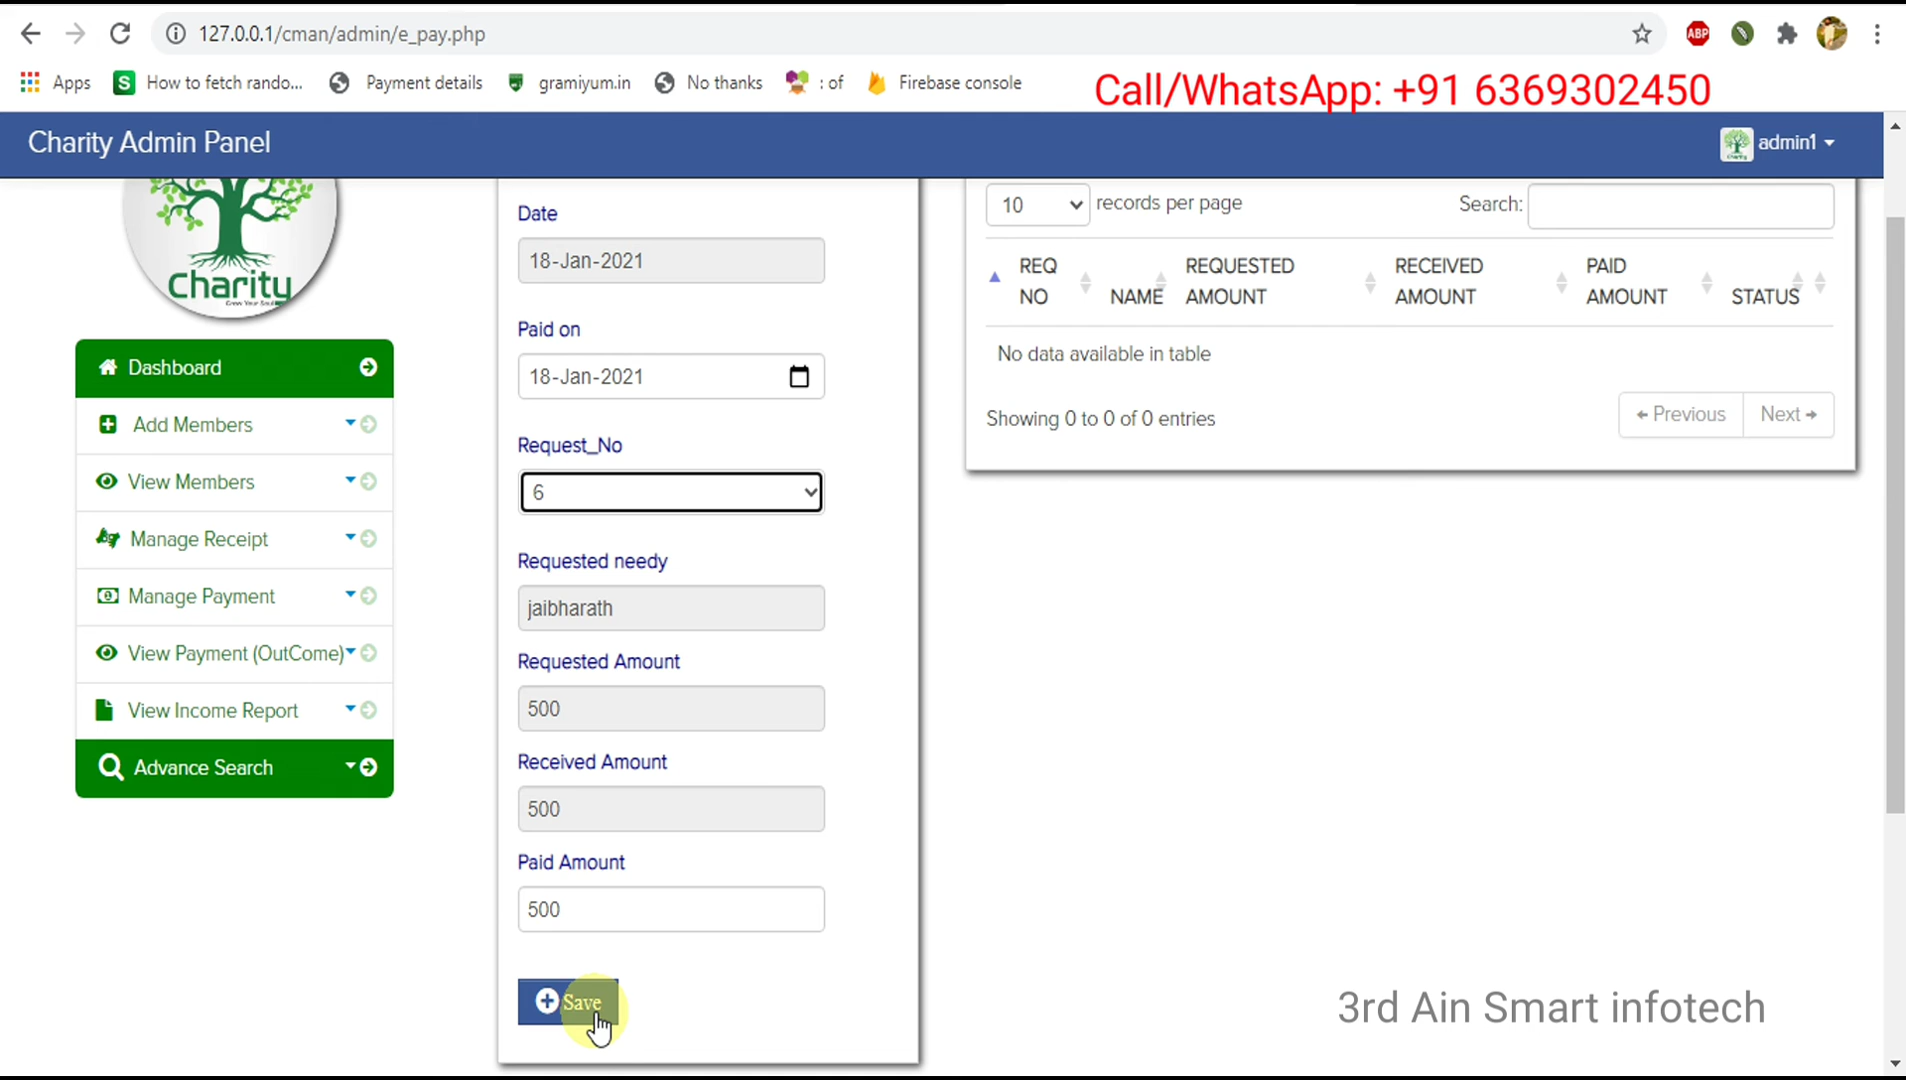 127.0.0.1/cman/admin/e_pay.php
ABP
Apps
S
How to fetch rando...
Payment details
gramiyum.in
No thanks
: of
Firebase console
Call/WhatsApp: +91 6369302450
Charity Admin Panel
admin1
Charity
Dashboard
Add Members
View Members
Manage Receipt
Manage Payment
View Payment (OutCome)
View Income Report
Advance Search
Date
18-Jan-2021
Paid on
18-Jan-2021
Request_No
6
Requested needy
jaibharath
Requested Amount
500
Received Amount
500
Paid Amount
500
Save
10 records per page
Search:
REQ NO
NAME
REQUESTED AMOUNT
RECEIVED AMOUNT
PAID AMOUNT
STATUS
No data available in table
Showing 0 to 0 of 0 entries
Previous
Next
3rd Ain Smart infotech